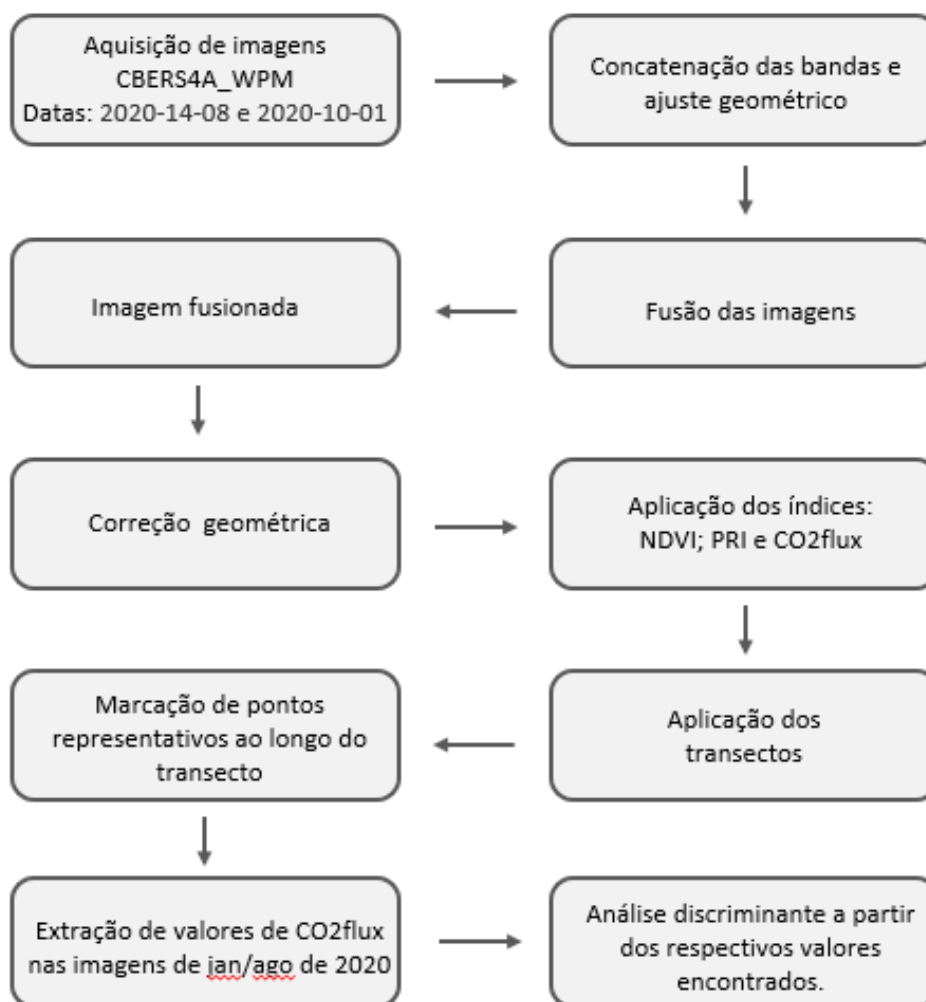 Aquisição de imagens
CBERS4A_WPM
Datas: 2020-14-08 e 2020-10-01
Concatenação das bandas e
ajuste geométrico
Fusão das imagens
Imagem fusionada
Correção geométrica
Aplicação dos índices:
NDVI; PRI e CO2flux
Aplicação dos
transectos
Marcação de pontos
representativos ao longo do
transecto
Extração de valores de CO2flux
nas imagens de jan/ago de 2020
Análise discriminante a partir
dos respectivos valores
encontrados.